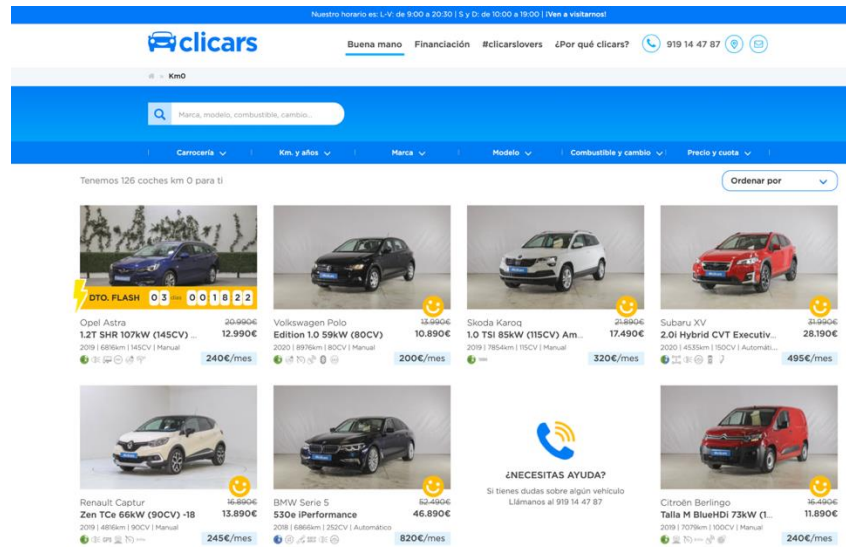 Nuestro horario es: L-V: de 9:00 a 20:30 | S y D: de 10:00 a 19:00 | ¡Ven a visitarnos!
clicars
Buena mano Financiación #clicarslovers ¿Por qué clicars? 919 14 47 87
Km0
Marca, modelo, combustible, cambio...
Carrocería Km. y años Marca Modelo Combustible y cambio Precio y cuota
Tenemos 126 coches km 0 para ti
Ordenar por
DTO. FLASH 03 días 00 18 22
Opel Astra 20.990€
1.2T SHR 107kW (145CV) ... 12.990€
2019 | 6816km | 145CV | Manual
240€/mes
Volkswagen Polo 13.990€
Edition 1.0 59kW (80CV) 10.890€
2020 | 8976km | 80CV | Manual
200€/mes
Skoda Karoq 21.890€
1.0 TSI 85kW (115CV) Am... 17.490€
2019 | 7854km | 115CV | Manual
320€/mes
Subaru XV 31.990€
2.0i Hybrid CVT Executiv... 28.190€
2020 | 4535km | 150CV | Automáti...
495€/mes
Renault Captur 16.890€
Zen TCe 66kW (90CV) -18 13.890€
2019 | 4816km | 90CV | Manual
GPS
245€/mes
BMW Serie 5 52.490€
530e iPerformance 46.890€
2018 | 6866km | 252CV | Automático
820€/mes
¿NECESITAS AYUDA?
Si tienes dudas sobre algún vehículo
Llámanos al 919 14 47 87
Citroën Berlingo 16.490€
Talla M BlueHDi 73kW (1... 11.890€
2019 | 7079km | 100CV | Manual
240€/mes